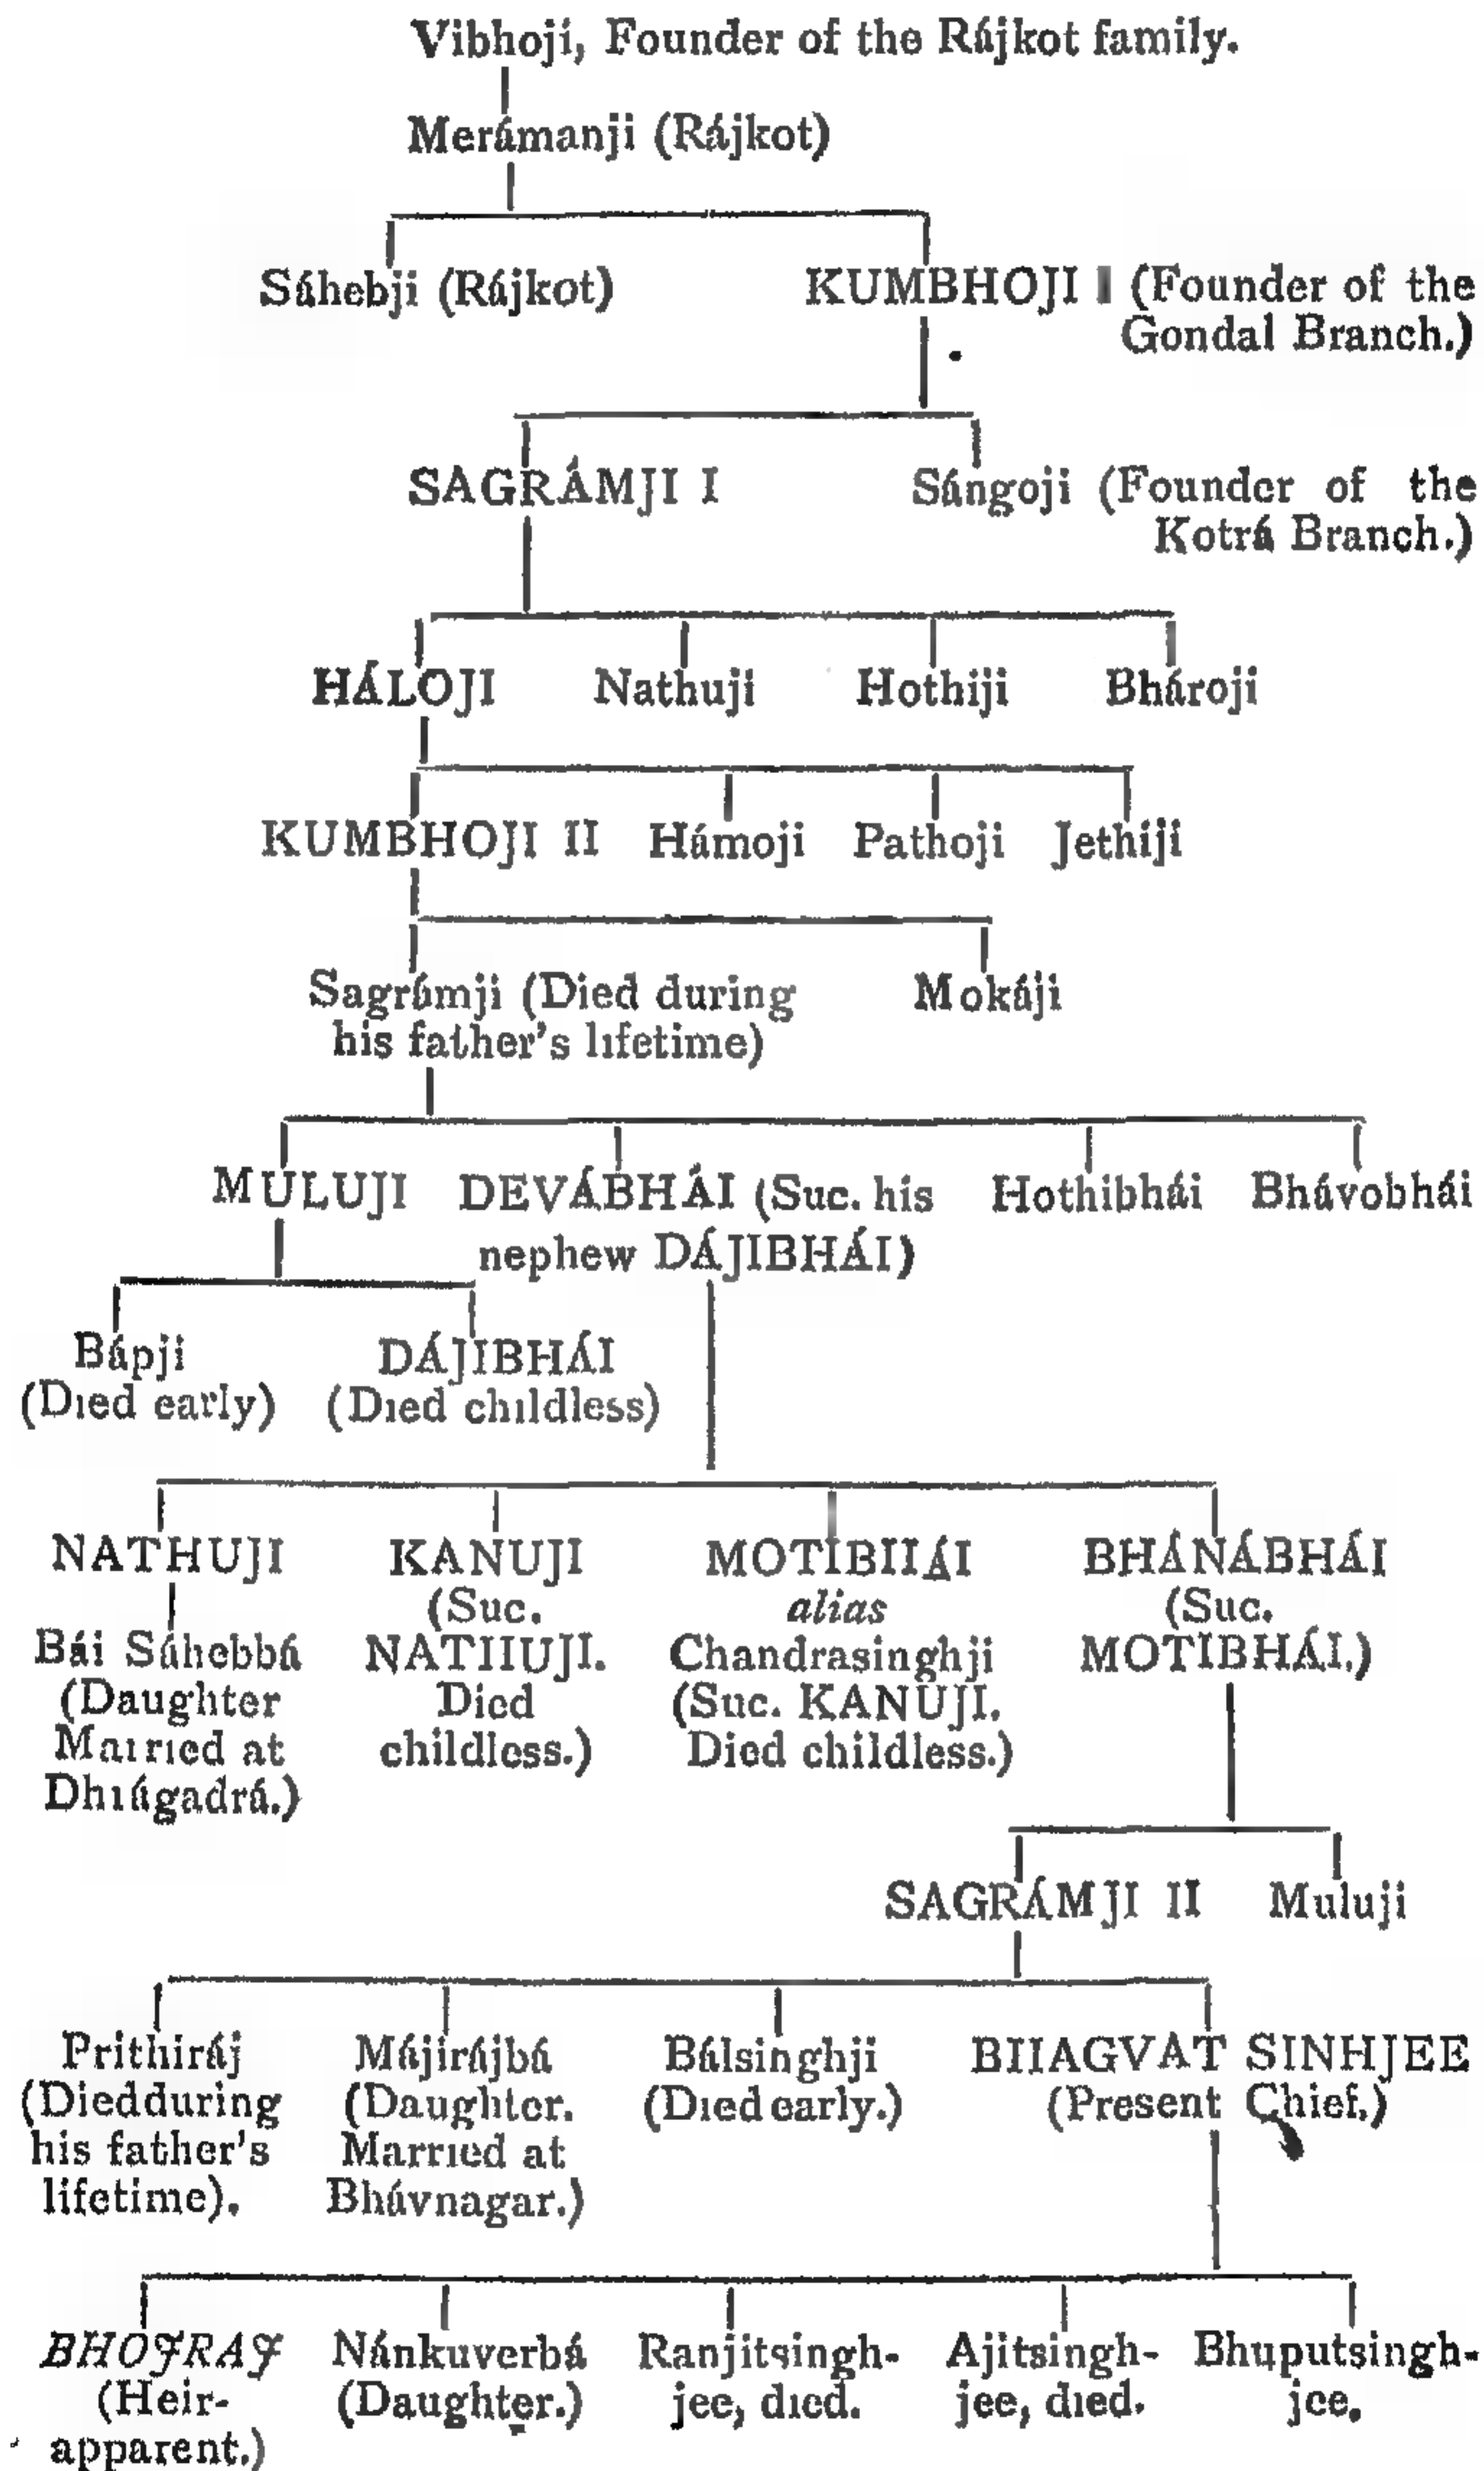 Vibhoji, Founder of the Rájkot family.
Merámanji (Rájkot)
Sáhebji (Rájkot) KUMBHOJI I (Founder of the
Gondal Branch.)
SAGRÁMJI I Sángoji (Founder of the
Kotrá Branch.)
HÁLOJI Nathuji Hothiji Bhároji
KUMBHOJI II Hámoji Pathoji Jethiji
Sagrámji (Died during Mokáji
his father's lifetime)
MULUJI DEVÁBHÁI (Suc. his Hothibhái Bhávobhái
nephew DÁJIBHÁI)
Bápji DÁJIBHÁI
(Died early) (Died childless)
NATHUJI KANUJI MOTIBHÁI BHÁNÁBHÁI
(Suc. alias (Suc.
Bái Sáhebbá NATHUJI. Chandrasinghji MOTIBHÁI.)
(Daughter Died (Suc. KANUJI.
Married at childless.) Died childless.)
Dhrágadrá.)
SAGRÁMJI II Muluji
Prithiráj Májirájbá Bálsinghji BHAGVAT SINHJEE
(Died during (Daughter. (Died early.) (Present Chief.)
his father's Married at
lifetime). Bhávnagar.)
BHOJRAJ Nánkuverbá Ranjitsingh- Ajitsingh- Bhuputsingh-
(Heir- (Daughter.) jee, died. jee, died. jee.
apparent.)